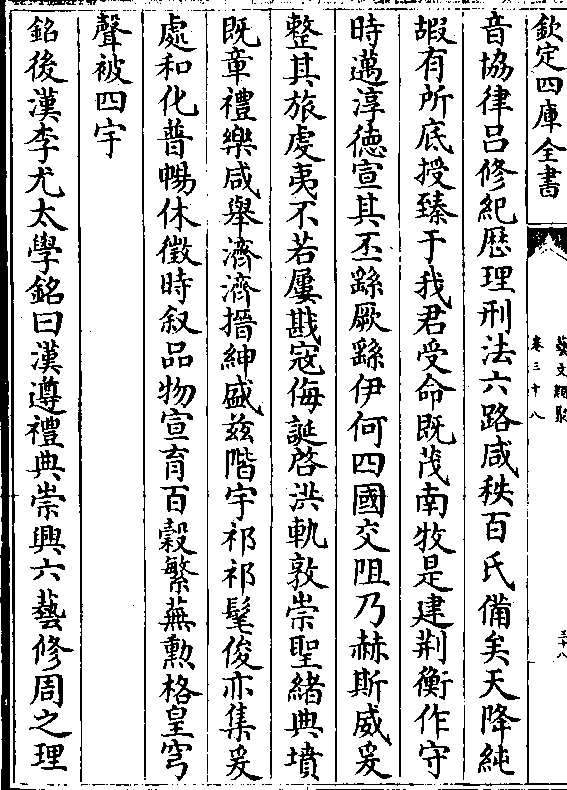 欽定四庫全書
藝文類聚
卷三十八
三十八
音協律吕修紀厯理刑法六路咸秩百氏備矣天降純
嘏有所底授臻于我君受命既茂南牧是建荆衡作守
時邁淳德宣其丕繇厥繇伊何四國交阻乃赫斯威爰
整其旅虔夷不若屢戡寇侮誕啓洪軌敦崇聖緒典墳
既章禮樂咸舉濟濟搢紳盛兹階宇祁祁髦俊亦集爰
處和化普暢休徵時叙品物宣育百榖繁蕪勲格皇穹
聲被四宇
銘後漢李尤太學銘曰漢遵禮典崇興六藝修周之理